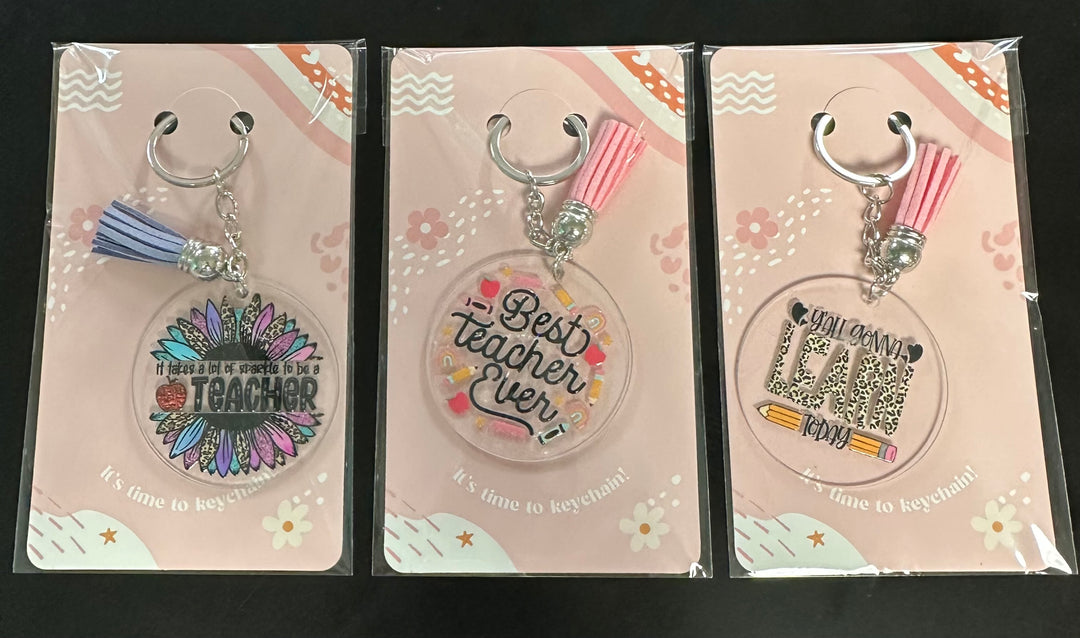 It takes a lot of sparkle to be a
TEACHER
It's time to keychain!
Best
Teacher
Ever
It's time to keychain!
Y'ALL GONNA
LEARN
TODAY
It's time to keychain!